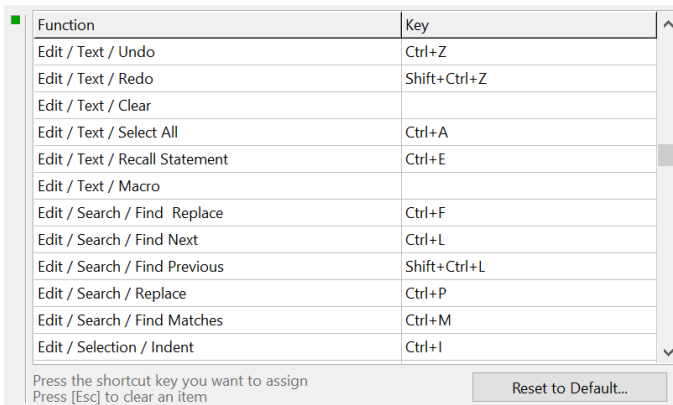 Function Key
Edit / Text / Undo Ctrl+Z
Edit / Text / Redo Shift+Ctrl+Z
Edit / Text / Clear
Edit / Text / Select All Ctrl+A
Edit / Text / Recall Statement Ctrl+E
Edit / Text / Macro
Edit / Search / Find  Replace Ctrl+F
Edit / Search / Find Next Ctrl+L
Edit / Search / Find Previous Shift+Ctrl+L
Edit / Search / Replace Ctrl+P
Edit / Search / Find Matches Ctrl+M
Edit / Selection / Indent Ctrl+I
Press the shortcut key you want to assign
Press [Esc] to clear an item
Reset to Default...